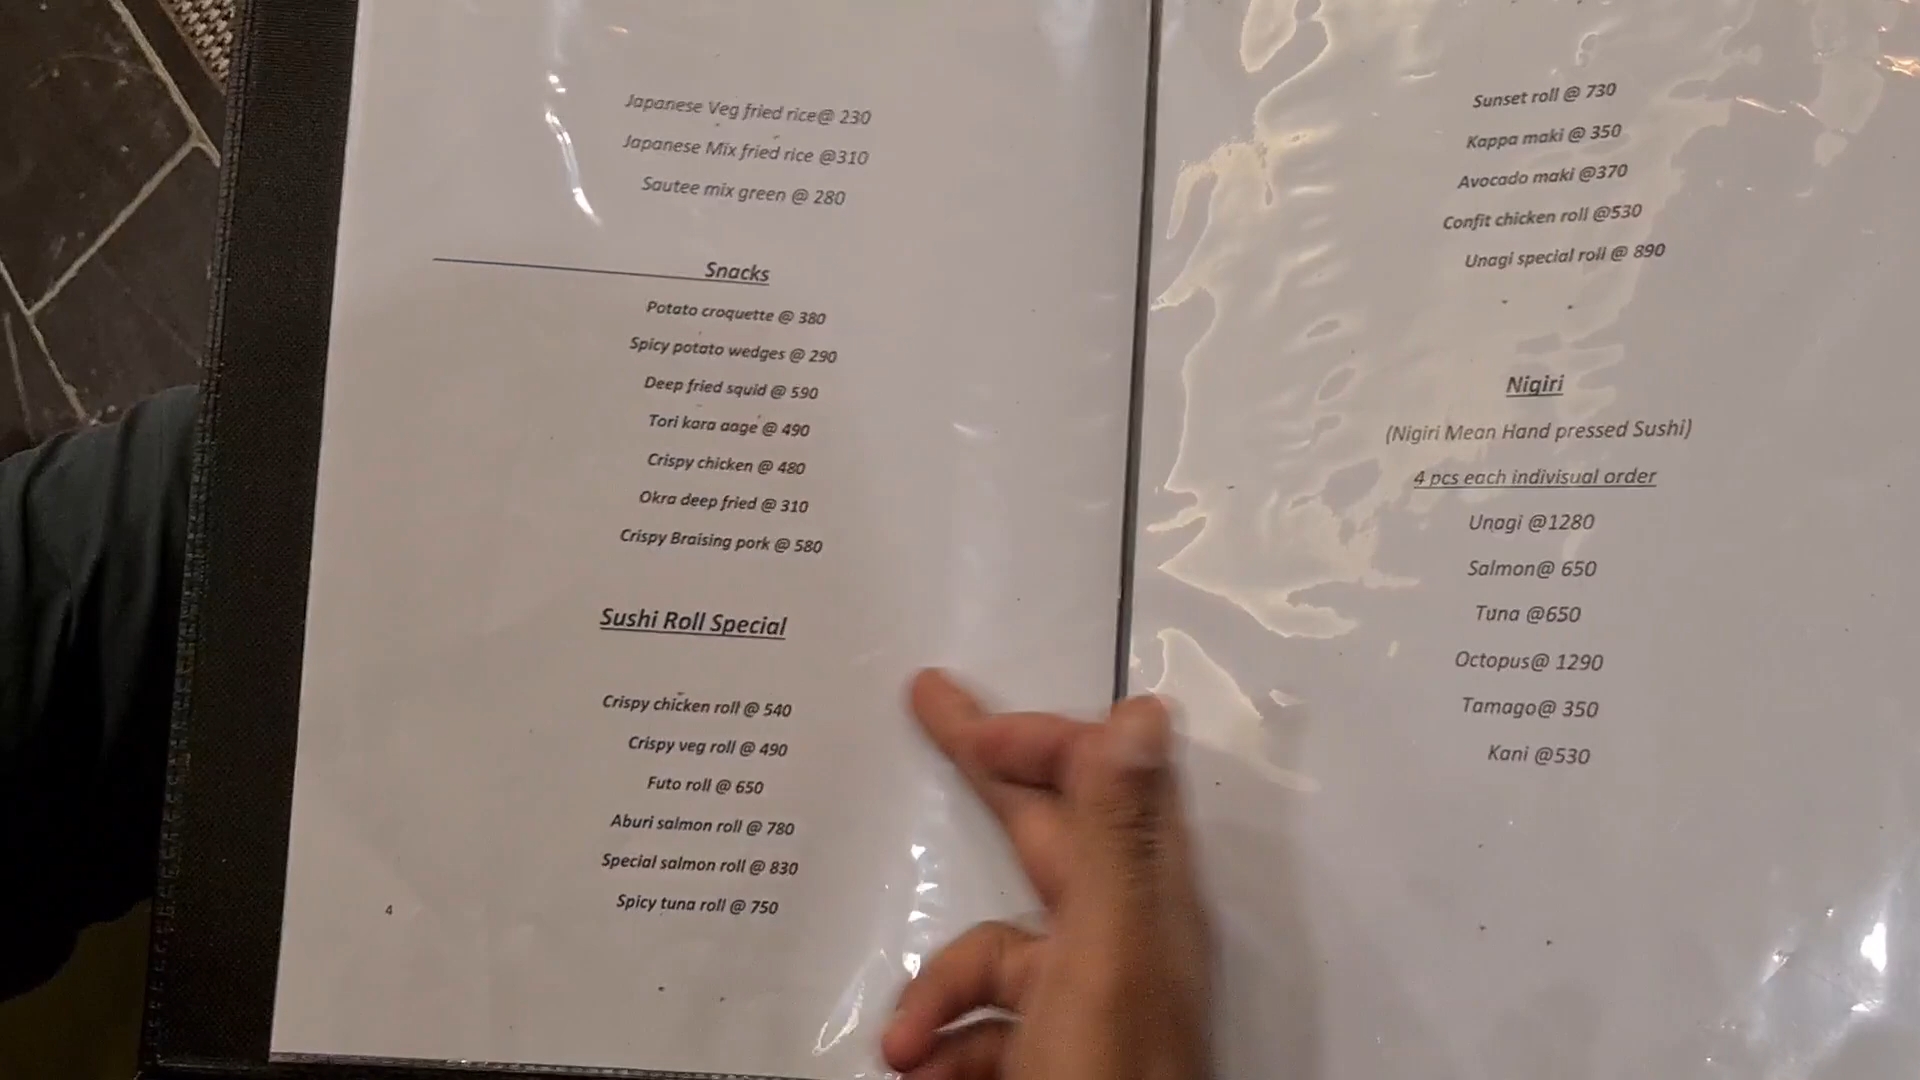 Japanese Veg fried rice@ 230
Japanese Mix fried rice @310
Sautee mix green @ 280
Snacks
Potato croquette @ 380
Spicy potato wedges @ 290
Deep fried squid @ 590
Tori kara aage @ 490
Crispy chicken @ 480
Okra deep fried @ 310
Crispy Braising pork @ 580
Sushi Roll Special
Crispy chicken roll @ 540
Crispy veg roll @ 490
Futo roll @ 650
Aburi salmon roll @ 780
Special salmon roll @ 830
Spicy tuna roll @ 750
4
Sunset roll @ 730
Kappa maki @ 350
Avocado maki @370
Confit chicken roll @530
Unagi special roll @ 890
Nigiri
(Nigiri Mean Hand pressed Sushi)
4 pcs each indivisual order
Unagi @1280
Salmon@ 650
Tuna @650
Octopus@ 1290
Tamago@ 350
Kani @530